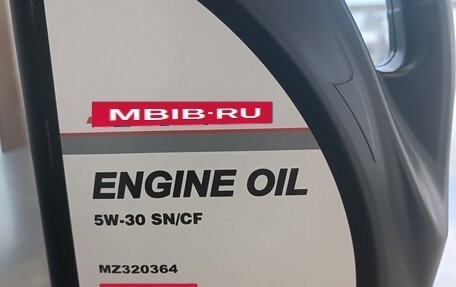 MBIB·RU
ENGINE OIL
5W-30 SN/CF
MZ320364